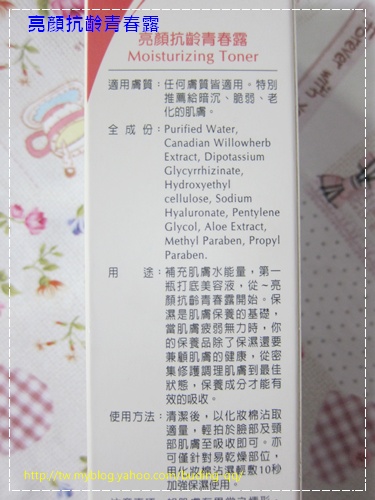 亮顏抗齡青春露
亮顏抗齡青春露
Moisturizing Toner
適用膚質：任何膚質皆適用。特別
推薦給暗沉、脆弱、老
化的肌膚。
全成份：Purified Water,
Canadian Willowherb
Extract, Dipotassium
Glycyrrhizinate,
Hydroxyethyl
cellulose, Sodium
Hyaluronate, Pentylene
Glycol, Aloe Extract,
Methyl Paraben, Propyl
Paraben.
用途：補充肌膚水能量，第一
瓶打底美容液，從~亮
顏抗齡青春露開始。保
濕是肌膚保養的基礎，
當肌膚疲弱無力時，你
的保養品除了保濕還要
兼顧肌膚的健康，從密
集修護調理肌膚到最佳
狀態，保養成分才能有
效的吸收。
使用方法：清潔後，以化妝棉沾取
適量，輕拍於臉部及頸
部肌膚至吸收即可。亦
可僅針對易乾燥部位，
用化妝棉沾濕輕敷10秒
加強保濕使用。
Forever with